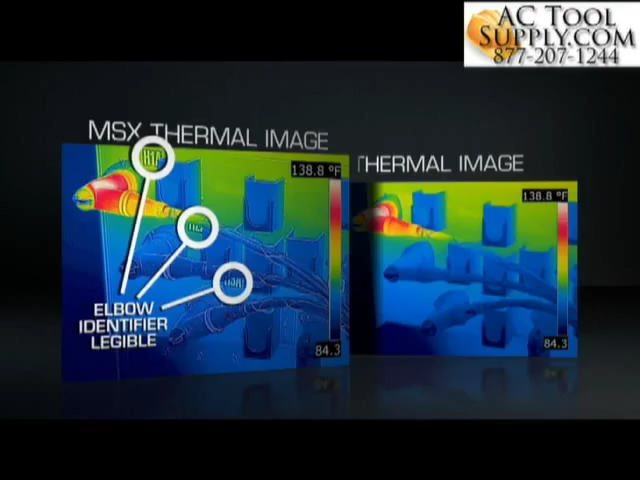 AC TOOL
SUPPLY.COM
877-207-1244
MSX THERMAL IMAGE
THERMAL IMAGE
H1A
138.8 °F
138.8 °F
ELBOW
IDENTIFIER
LEGIBLE
84.3
84.3